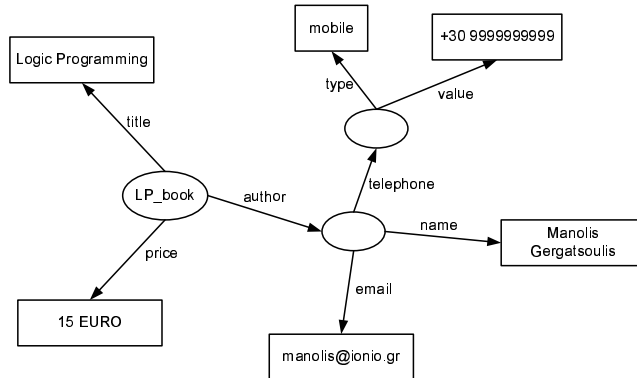 mobile
+30 9999999999
Logic Programming
type
value
title
telephone
LP_book
author
name
Manolis
Gergatsoulis
price
email
15 EURO
manolis@ionio.gr